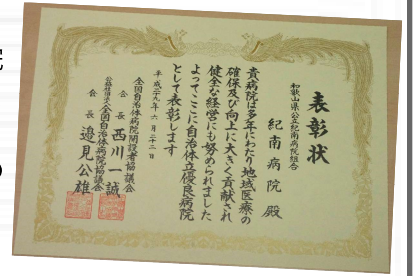 表彰状
和歌山県公立紀南病院組合
紀南病院殿
貴病院は多年にわたり地域医療の
確保及び向上に大きく貢献され
健全な経営にも努められました
よってここに自治体立優良病院
として表彰します
平成二十九年六月二十二日
全国自治体病院開設者協議会
会長西川一誠
公益社団法人全国自治体病院協議会
会長邉見公雄